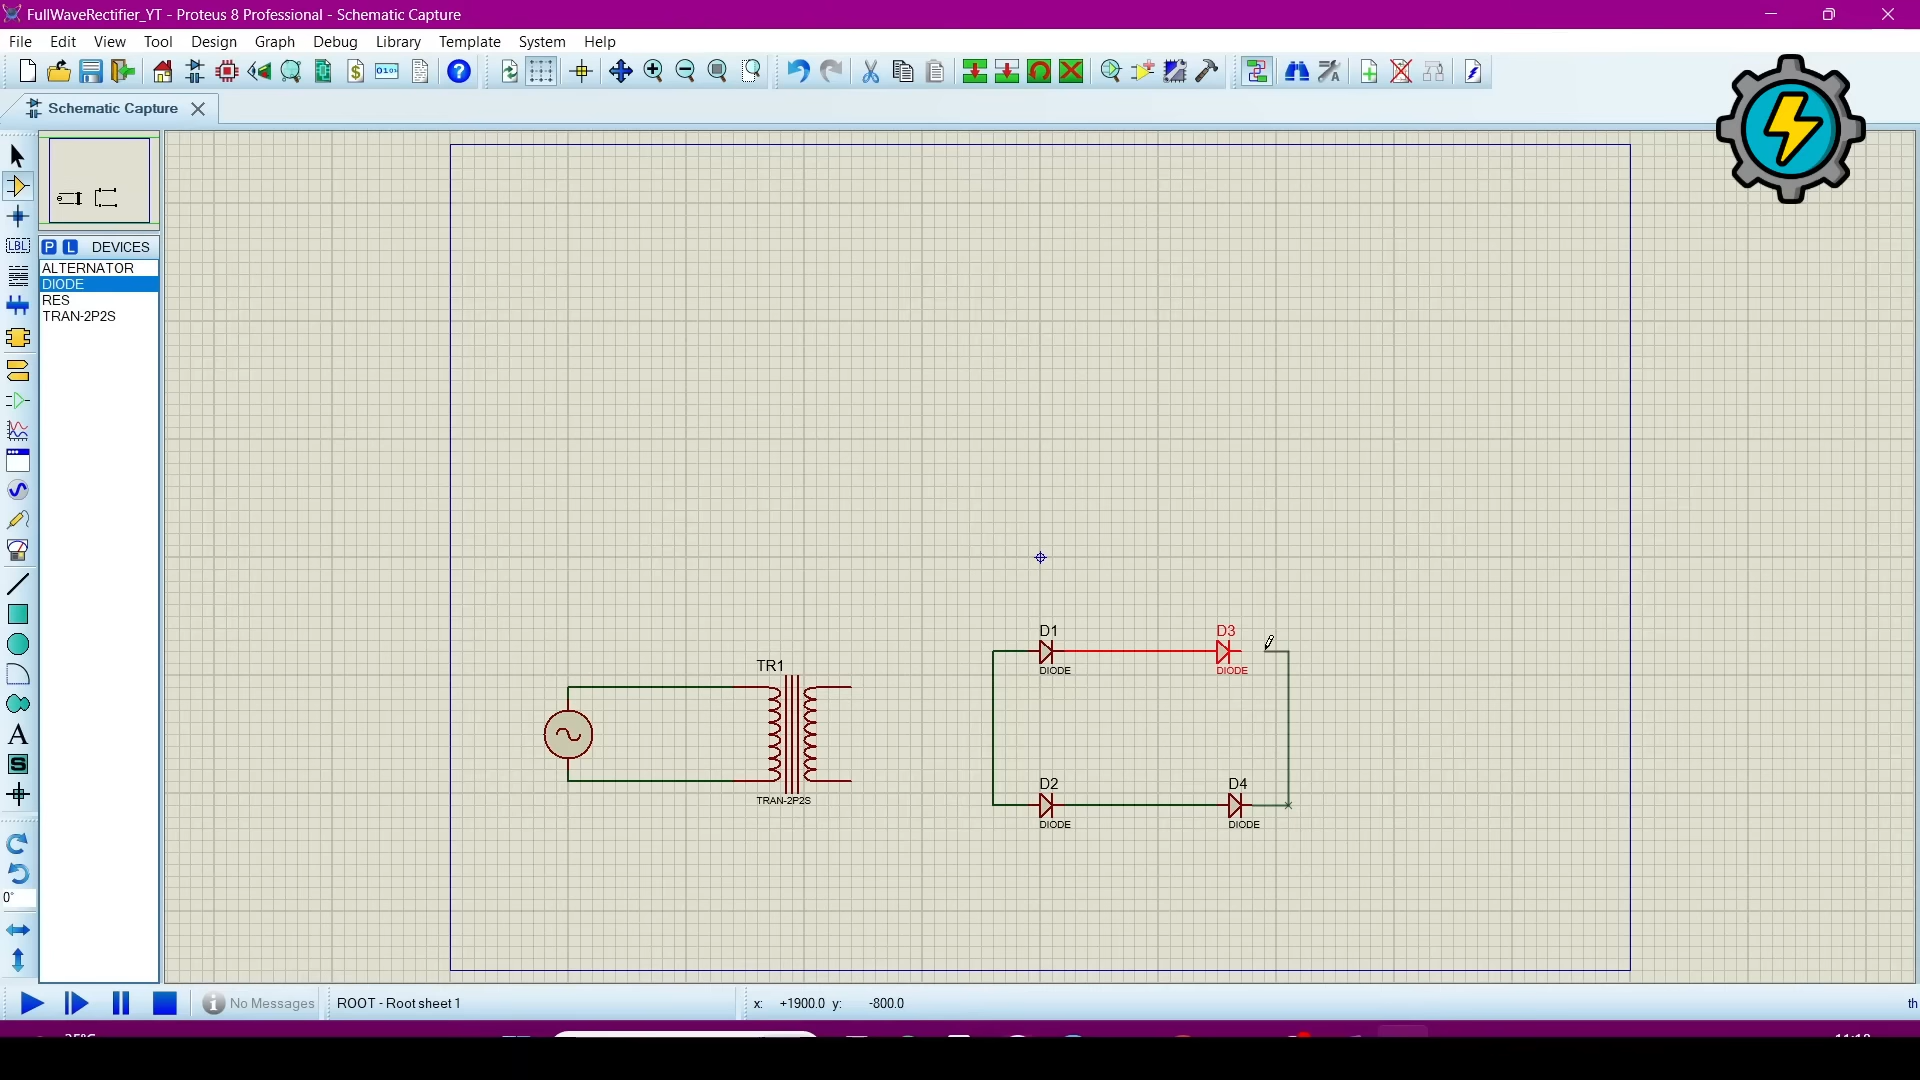 FullWaveRectifier_YT - Proteus 8 Professional - Schematic Capture
File Edit View Tool Design Graph Debug Library Template System Help
Schematic Capture
P L DEVICES
ALTERNATOR
DIODE
RES
TRAN-2P2S
LBL
A
S
0°
D1
DIODE
D3
DIODE
TR1
TRAN-2P2S
D2
DIODE
D4
DIODE
No Messages
ROOT - Root sheet 1
x: +1900.0 y: -800.0
th